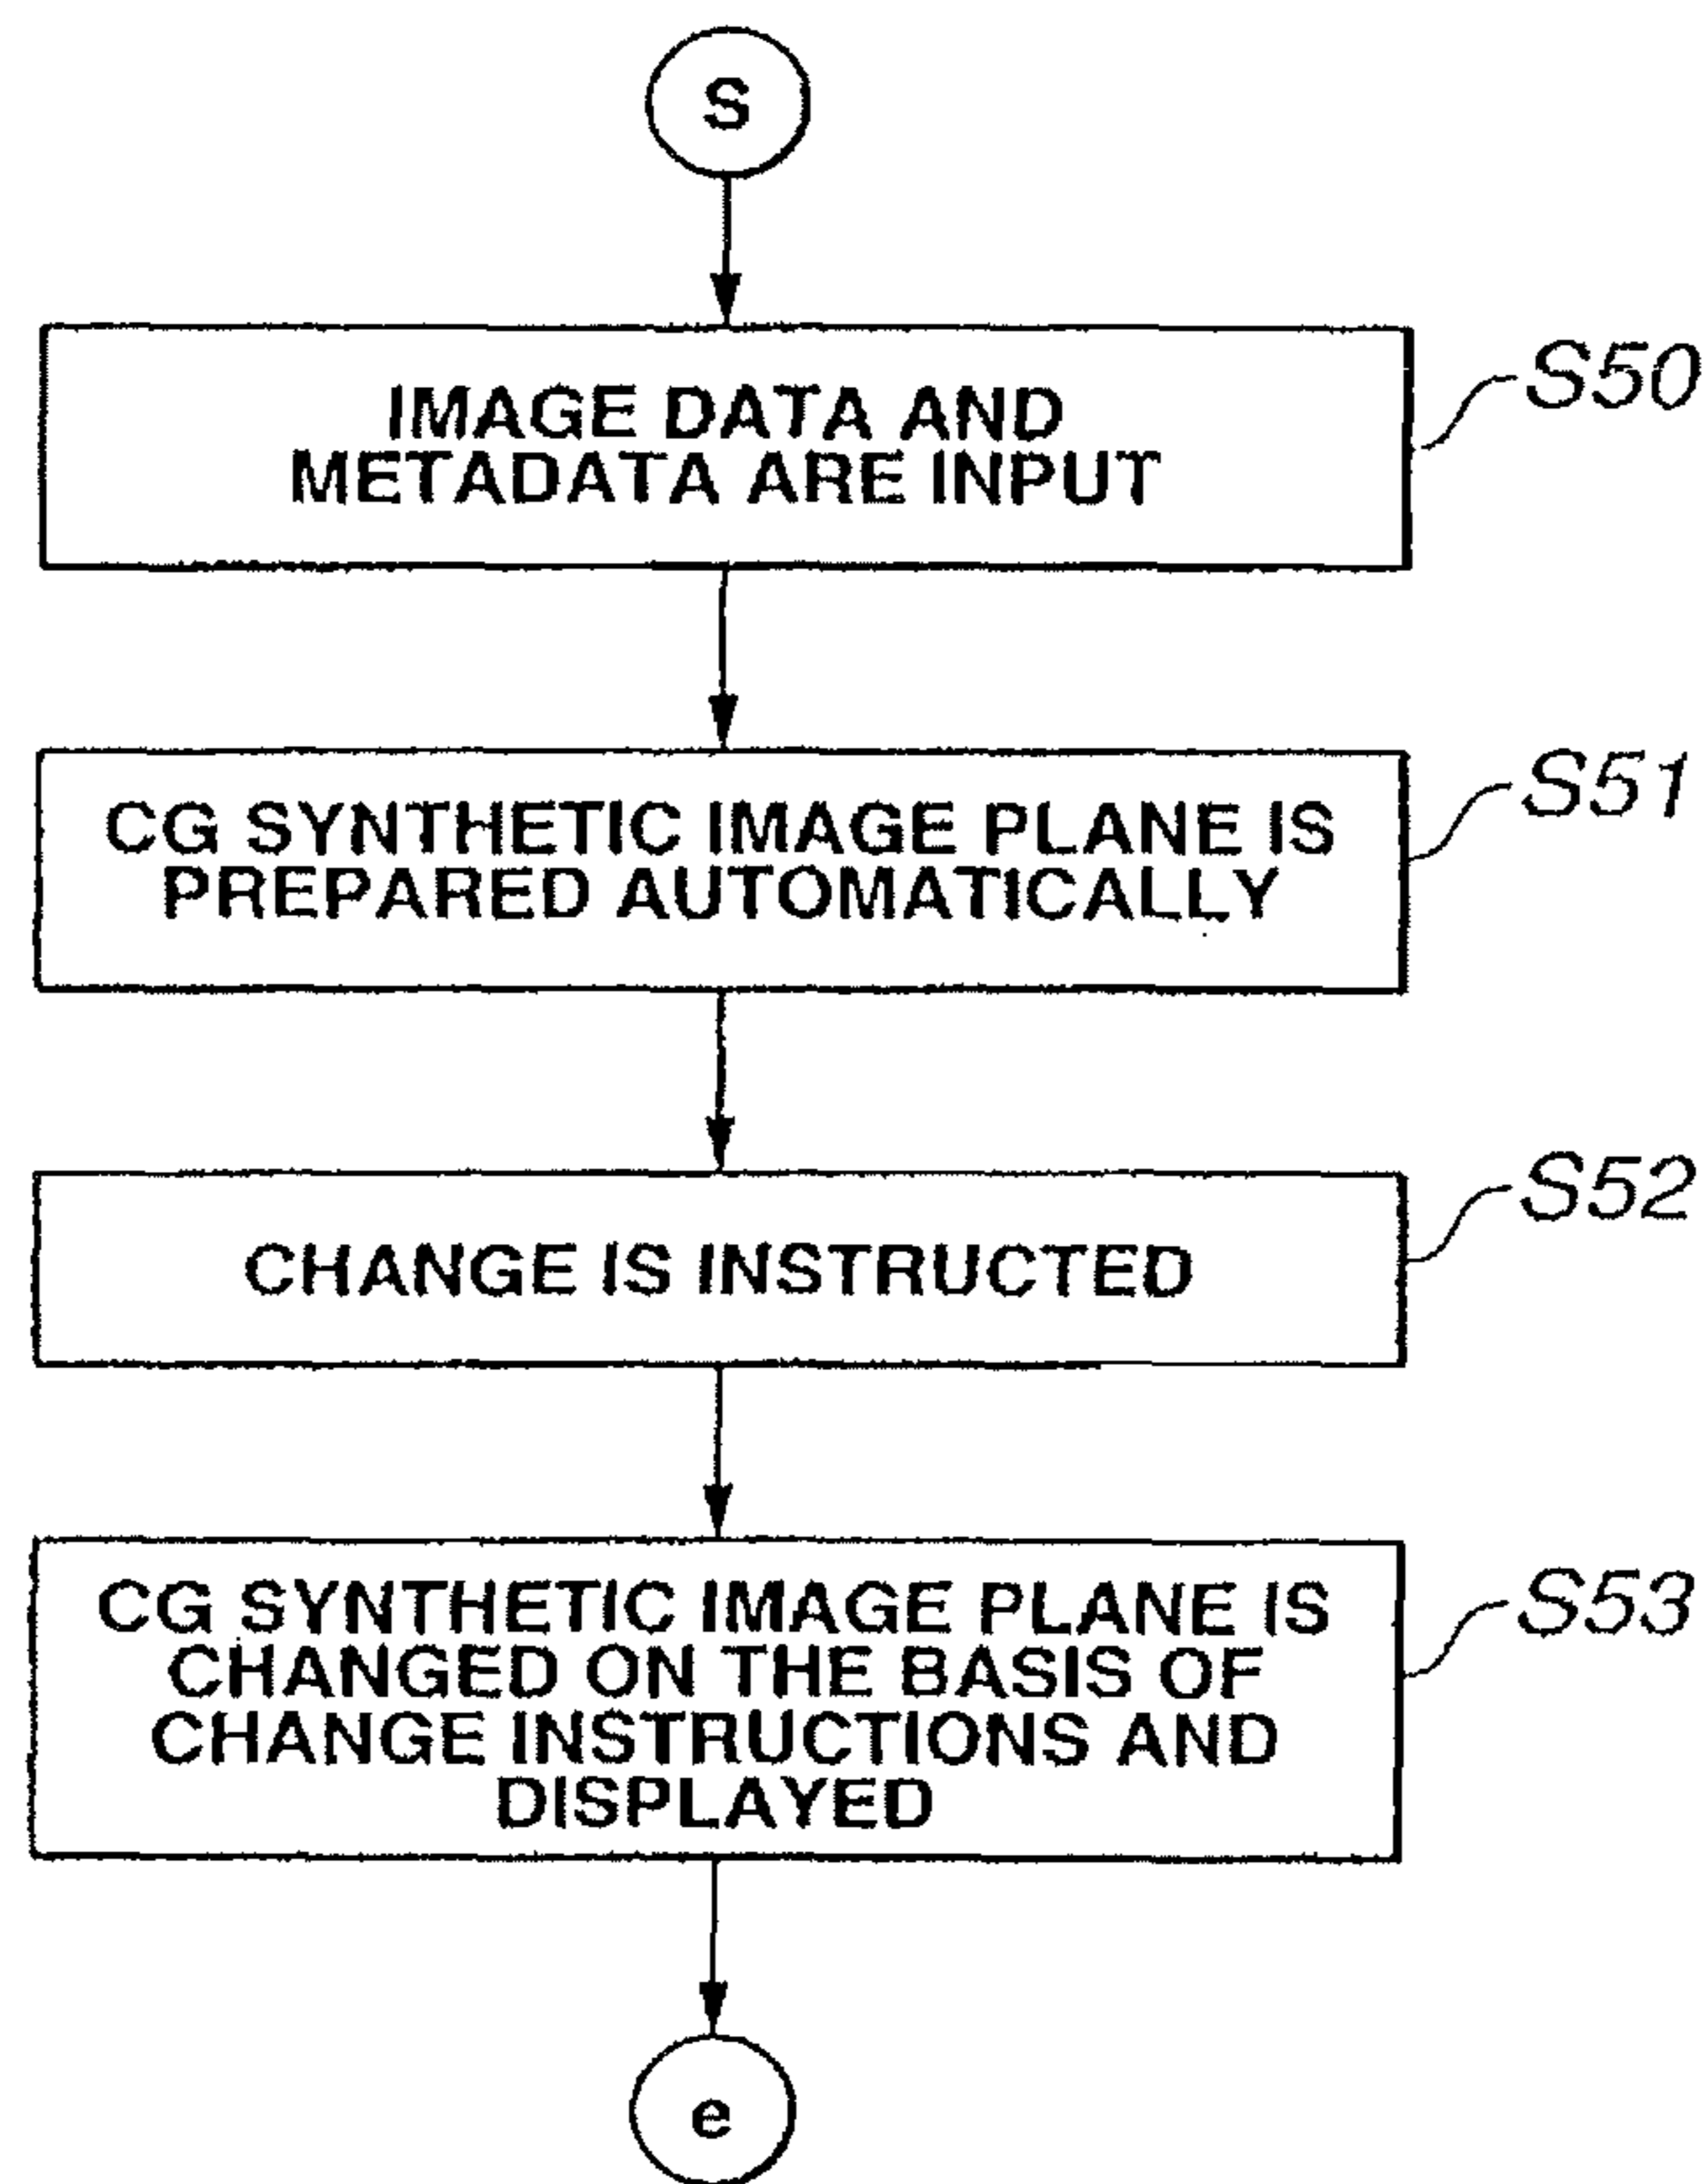 S
IMAGE DATA AND
METADATA ARE INPUT
S50
CG SYNTHETIC IMAGE PLANE IS
PREPARED AUTOMATICALLY
S51
CHANGE IS INSTRUCTED
S52
CG SYNTHETIC IMAGE PLANE IS
CHANGED ON THE BASIS OF
CHANGE INSTRUCTIONS AND
DISPLAYED
S53
e